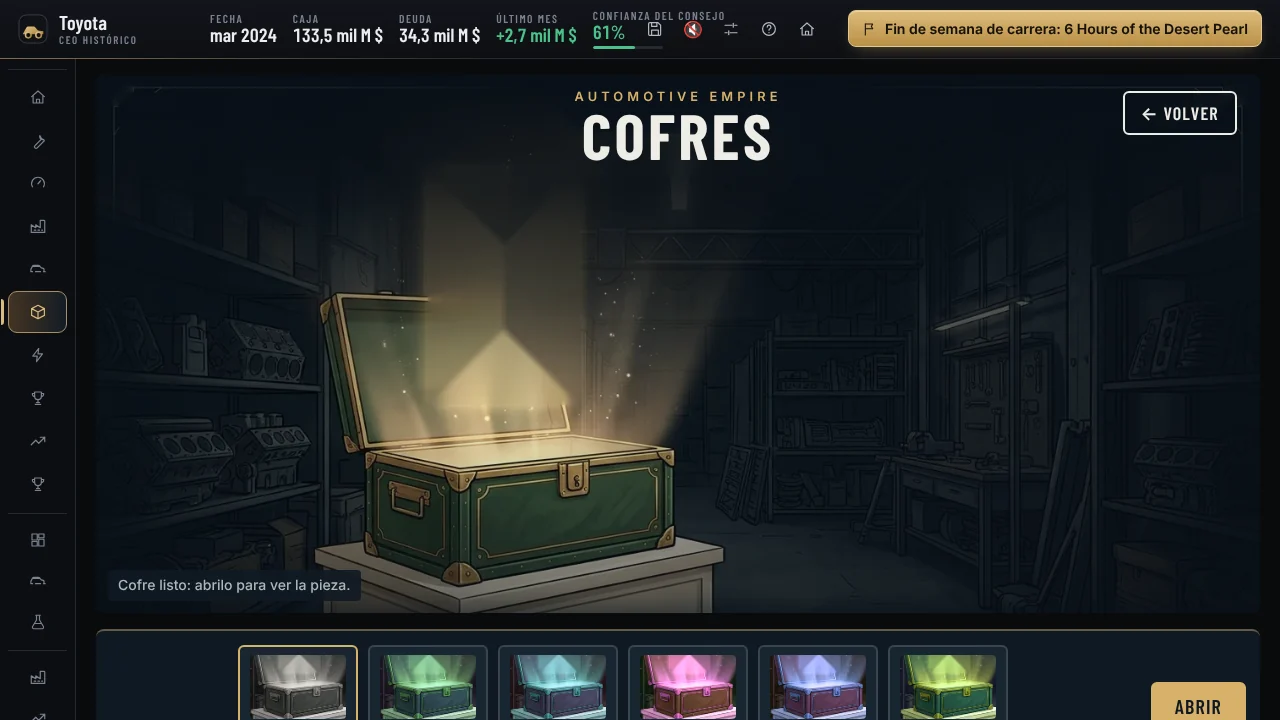 Toyota
CEO HISTÓRICO
FECHA
mar 2024
CAJA
133,5 mil M $
DEUDA
34,3 mil M $
ÚLTIMO MES
+2,7 mil M $
CONFIANZA DEL CONSEJO
61%
Fin de semana de carrera: 6 Hours of the Desert Pearl
AUTOMOTIVE EMPIRE
COFRES
← VOLVER
Cofre listo: abrilo para ver la pieza.
ABRIR